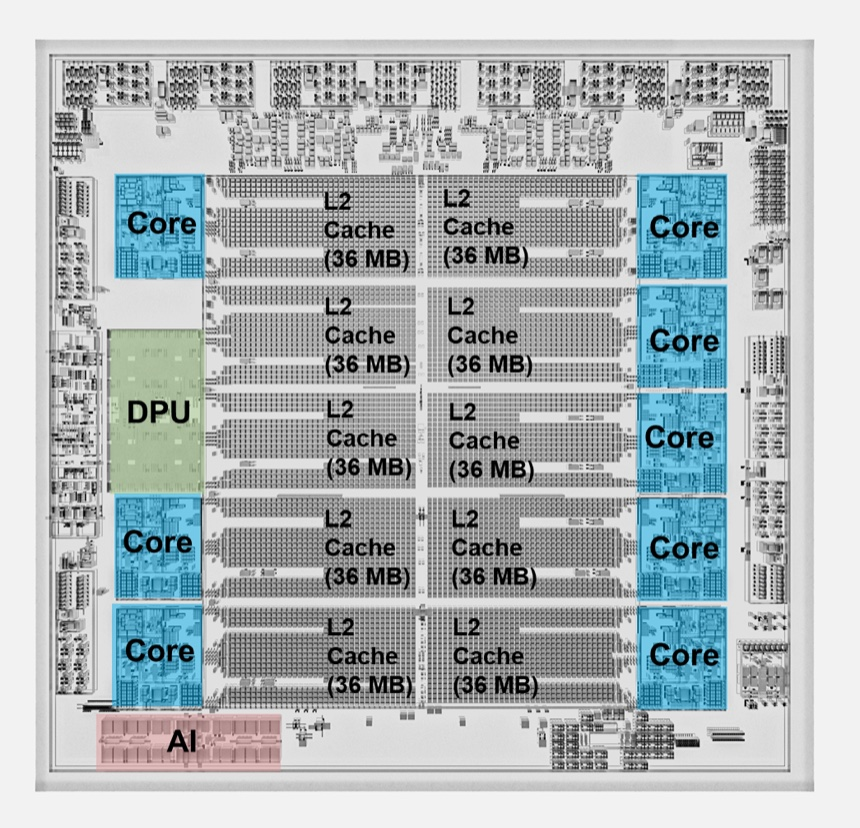 Core
L2
Cache
(36 MB)
L2
Cache
(36 MB)
Core
L2
Cache
(36 MB)
L2
Cache
(36 MB)
Core
DPU
L2
Cache
(36 MB)
L2
Cache
(36 MB)
Core
Core
L2
Cache
(36 MB)
L2
Cache
(36 MB)
Core
Core
L2
Cache
(36 MB)
L2
Cache
(36 MB)
Core
AI